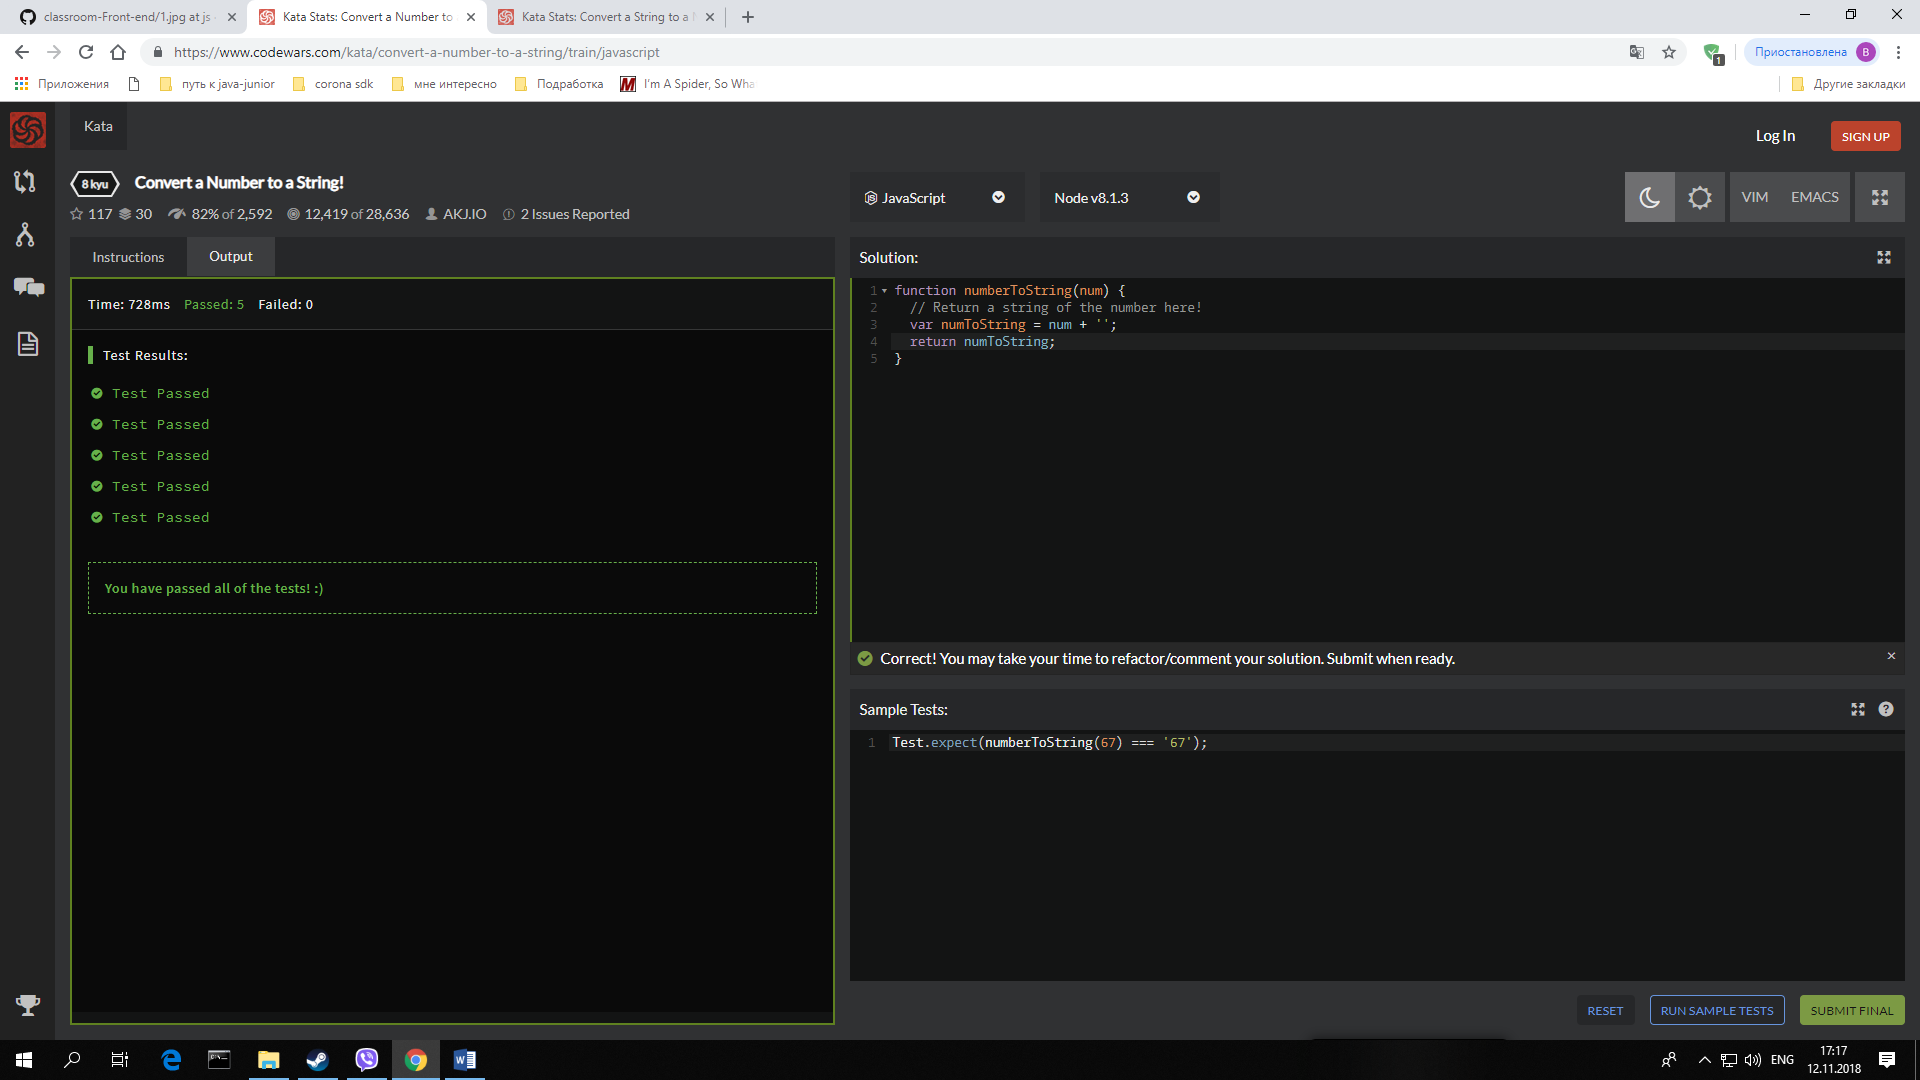 classroom-Front-end/1.jpg at js
Kata Stats: Convert a Number to
Kata Stats: Convert a String to a
https://www.codewars.com/kata/convert-a-number-to-a-string/train/javascript
1
Приостановлена
B
Приложения
путь к java-junior
corona sdk
мне интересно
Подработка
M I'm A Spider, So Wha
Другие закладки
Kata
Log In
SIGN UP
8 kyu
Convert a Number to a String!
117 30 82% of 2,592 12,419 of 28,636 AKJ.IO 2 Issues Reported
JavaScript
Node v8.1.3
VIM
EMACS
Instructions
Output
Time: 728ms Passed: 5 Failed: 0
Test Results:
Test Passed
Test Passed
Test Passed
Test Passed
Test Passed
You have passed all of the tests! :)
Solution:
1 function numberToString(num) {
2 // Return a string of the number here!
3 var numToString = num + '';
4 return numToString;
5 }
Correct! You may take your time to refactor/comment your solution. Submit when ready.
×
Sample Tests:
?
1 Test.expect(numberToString(67) === '67');
RESET
RUN SAMPLE TESTS
SUBMIT FINAL
ENG
17:17
12.11.2018